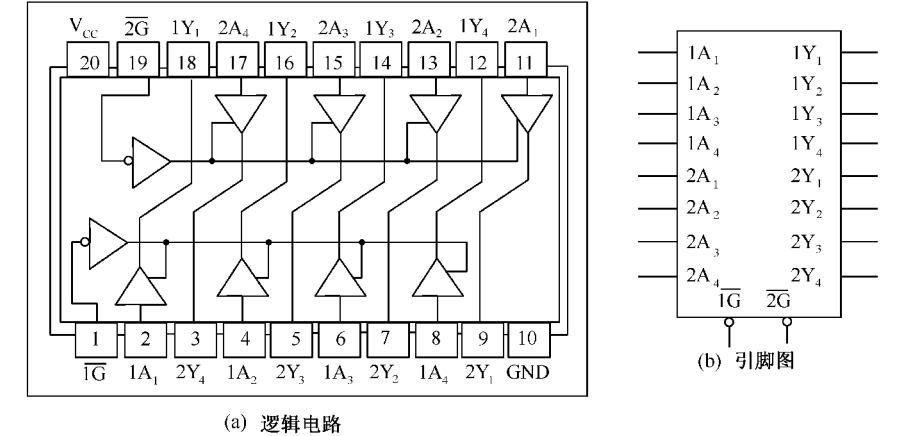 V_CC 2G̅ 1Y₁ 2A₄ 1Y₂ 2A₃ 1Y₃ 2A₂ 1Y₄ 2A₁
20 19 18 17 16 15 14 13 12 11
1 2 3 4 5 6 7 8 9 10
1G̅ 1A₁ 2Y₄ 1A₂ 2Y₃ 1A₃ 2Y₂ 1A₄ 2Y₁ GND
(a) 逻辑电路
1A₁ 1Y₁
1A₂ 1Y₂
1A₃ 1Y₃
1A₄ 1Y₄
2A₁ 2Y₁
2A₂ 2Y₂
2A₃ 2Y₃
2A₄ 2Y₄
1G̅ 2G̅
(b) 引脚图